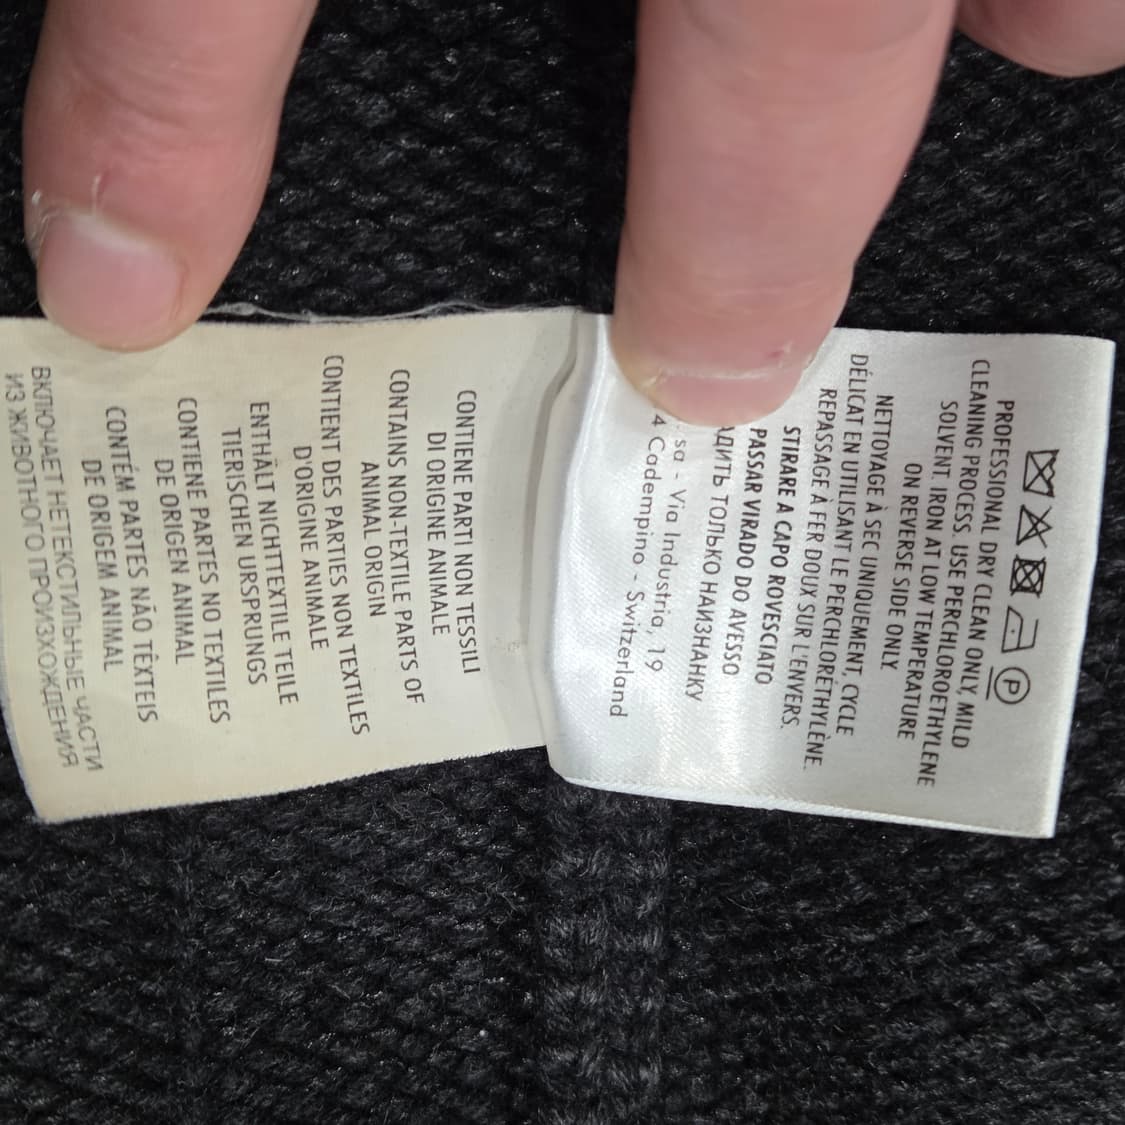 PROFESSIONAL DRY CLEAN ONLY, MILD
CLEANING PROCESS. USE PERCHLOROETHYLENE
SOLVENT. IRON AT LOW TEMPERATURE
ON REVERSE SIDE ONLY.
NETTOYAGE À SEC UNIQUEMENT, CYCLE
DÉLICAT EN UTILISANT LE PERCHLORÉTHYLÈNE.
REPASSAGE À FER DOUX SUR L'ENVERS.
STIRARE A CAPO ROVESCIATO
PASSAR VIRADO DO AVESSO
ТОЛЬКО НАИЗНАНКУ
sa - Via Industria, 19
4 Cadempino - Switzerland
CONTIENE PARTI NON TESSILI
DI ORIGINE ANIMALE
CONTAINS NON-TEXTILE PARTS OF
ANIMAL ORIGIN
CONTIENT DES PARTIES NON TEXTILES
D'ORIGINE ANIMALE
ENTHÄLT NICHTTEXTILE TEILE
TIERISCHEN URSPRUNGS
CONTIENE PARTES NO TEXTILES
DE ORIGEN ANIMAL
CONTÉM PARTES NÃO TÊXTEIS
DE ORIGEM ANIMAL
ВКЛЮЧАЕТ НЕТЕКСТИЛЬНЫЕ ЧАСТИ
ИЗ ЖИВОТНОГО ПРОИЗХОЖДЕНИЯ